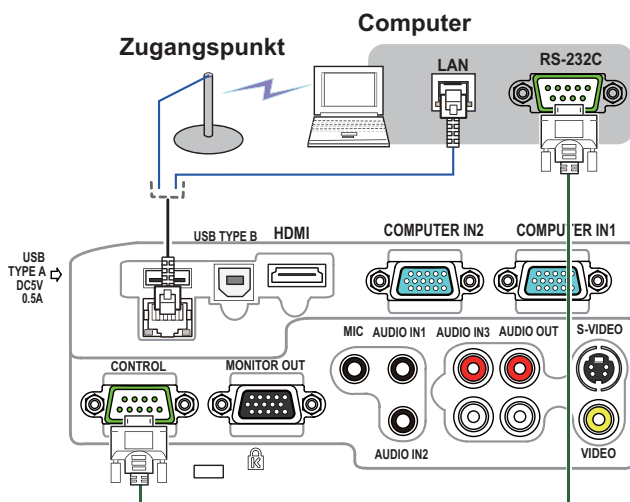 Computer
Zugangspunkt
LAN
RS-232C
USB TYPE B
HDMI
COMPUTER IN2
COMPUTER IN1
USB
TYPE A
DC5V
0.5A
MIC
AUDIO IN1
AUDIO IN3
AUDIO OUT
S-VIDEO
CONTROL
MONITOR OUT
AUDIO IN2
VIDEO
K